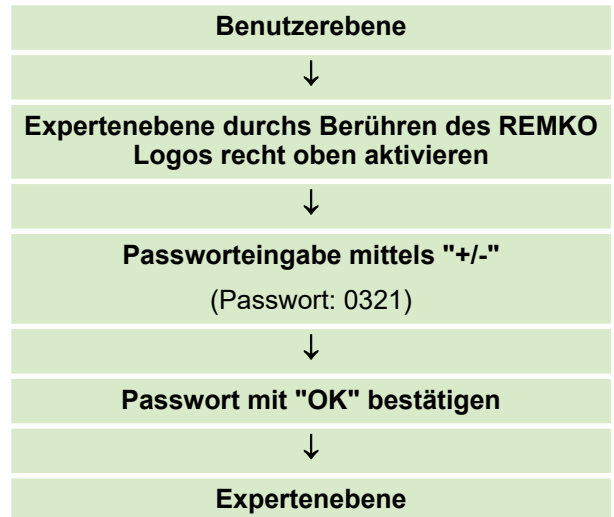 Benutzerebene
↓
Expertenebene durchs Berühren des REMKO
Logos recht oben aktivieren
↓
Passworteingabe mittels "+/-"
(Passwort: 0321)
↓
Passwort mit "OK" bestätigen
↓
Expertenebene